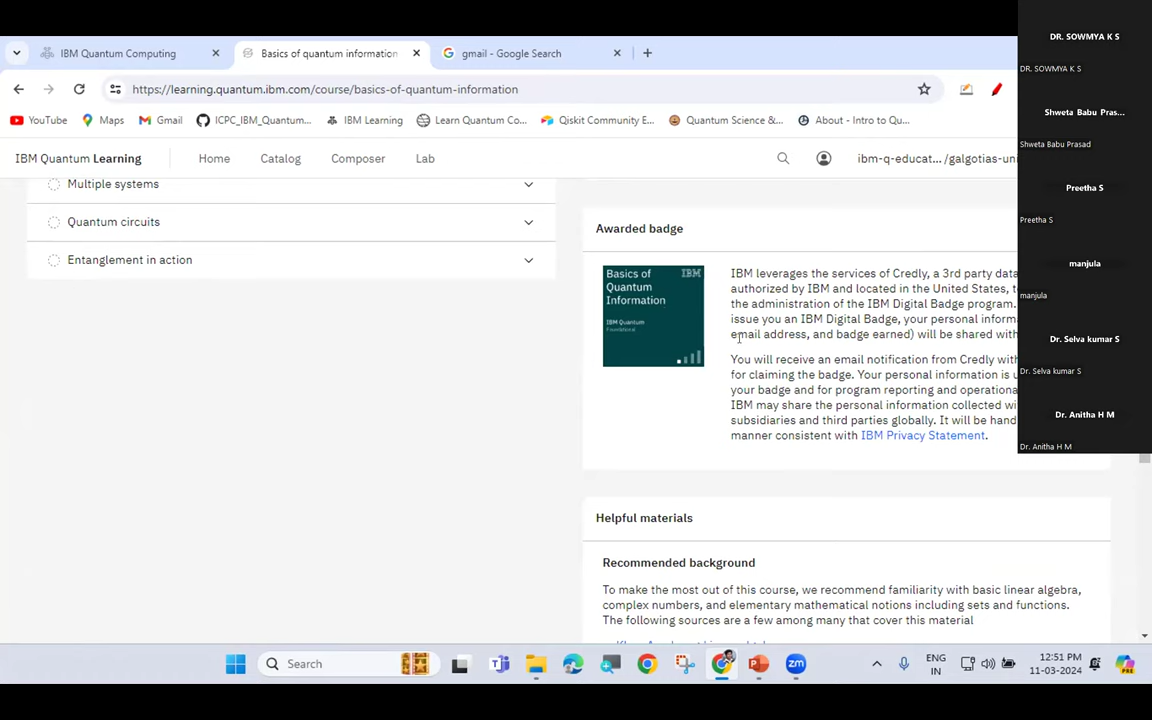 IBM Quantum Computing
Basics of quantum information
gmail - Google Search
https://learning.quantum.ibm.com/course/basics-of-quantum-information
YouTube
Maps
Gmail
ICPC_IBM_Quantum...
IBM Learning
Learn Quantum Co...
Qiskit Community E...
Quantum Science &...
About - Intro to Qu...
IBM Quantum Learning
Home
Catalog
Composer
Lab
ibm-q-educat... /galgotias-uni
Multiple systems
Quantum circuits
Entanglement in action
Awarded badge
Basics of
Quantum
Information
IBM
IBM Quantum
Foundational
IBM leverages the services of Credly, a 3rd party data
authorized by IBM and located in the United States, to
the administration of the IBM Digital Badge program.
issue you an IBM Digital Badge, your personal informa
email address, and badge earned) will be shared with
You will receive an email notification from Credly with
for claiming the badge. Your personal information is u
your badge and for program reporting and operationa
IBM may share the personal information collected wi
subsidiaries and third parties globally. It will be hand
manner consistent with IBM Privacy Statement.
Helpful materials
Recommended background
To make the most out of this course, we recommend familiarity with basic linear algebra,
complex numbers, and elementary mathematical notions including sets and functions.
The following sources are a few among many that cover this material
DR. SOWMYA K S
DR. SOWMYA K S
Shweta Babu Pras...
Shweta Babu Prasad
Preetha S
Preetha S
manjula
manjula
Dr. Selva kumar S
Dr. Selva kumar S
Dr. Anitha H M
Dr. Anitha H M
Search
zm
ENG
IN
12:51 PM
11-03-2024
PRE